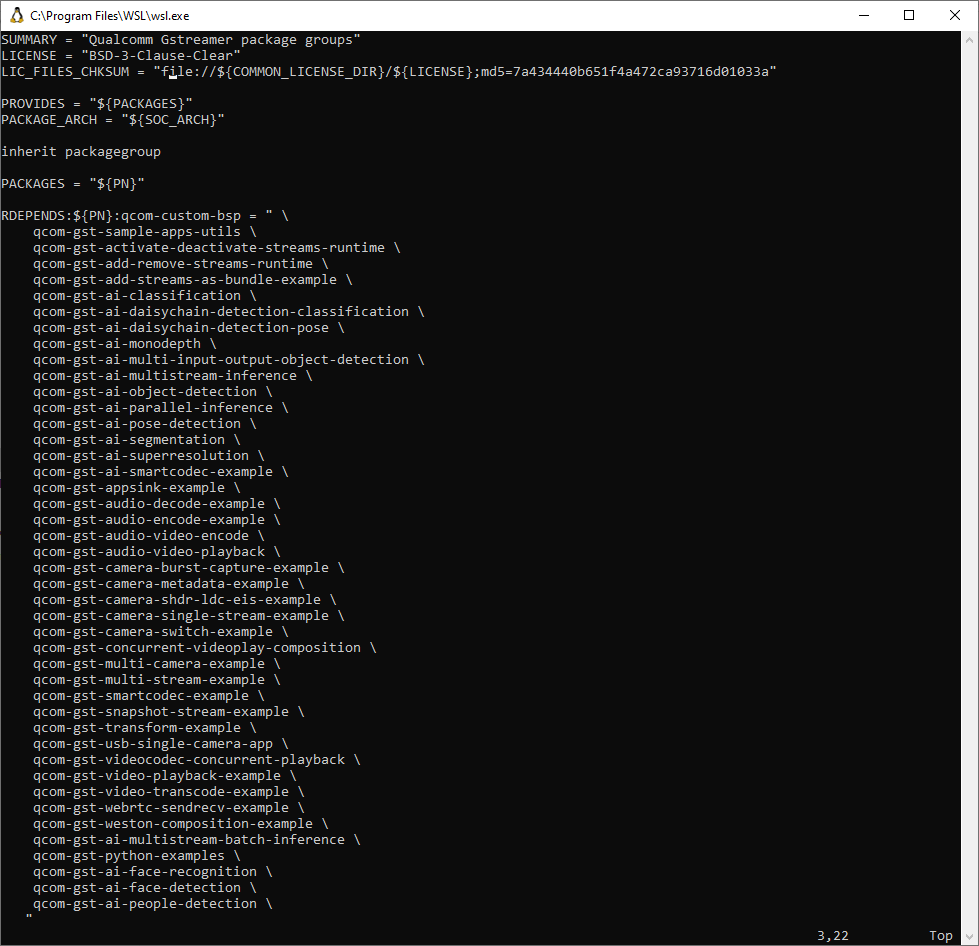 C:\Program Files\WSL\wsl.exe
SUMMARY = "Qualcomm Gstreamer package groups"
LICENSE = "BSD-3-Clause-Clear"
LIC_FILES_CHKSUM = "file://${COMMON_LICENSE_DIR}/${LICENSE};md5=7a434440b651f4a472ca93716d01033a"

PROVIDES = "${PACKAGES}"
PACKAGE_ARCH = "${SOC_ARCH}"

inherit packagegroup

PACKAGES = "${PN}"

RDEPENDS:${PN}:qcom-custom-bsp = " \
    qcom-gst-sample-apps-utils \
    qcom-gst-activate-deactivate-streams-runtime \
    qcom-gst-add-remove-streams-runtime \
    qcom-gst-add-streams-as-bundle-example \
    qcom-gst-ai-classification \
    qcom-gst-ai-daisychain-detection-classification \
    qcom-gst-ai-daisychain-detection-pose \
    qcom-gst-ai-monodepth \
    qcom-gst-ai-multi-input-output-object-detection \
    qcom-gst-ai-multistream-inference \
    qcom-gst-ai-object-detection \
    qcom-gst-ai-parallel-inference \
    qcom-gst-ai-pose-detection \
    qcom-gst-ai-segmentation \
    qcom-gst-ai-superresolution \
    qcom-gst-ai-smartcodec-example \
    qcom-gst-appsink-example \
    qcom-gst-audio-decode-example \
    qcom-gst-audio-encode-example \
    qcom-gst-audio-video-encode \
    qcom-gst-audio-video-playback \
    qcom-gst-camera-burst-capture-example \
    qcom-gst-camera-metadata-example \
    qcom-gst-camera-shdr-ldc-eis-example \
    qcom-gst-camera-single-stream-example \
    qcom-gst-camera-switch-example \
    qcom-gst-concurrent-videoplay-composition \
    qcom-gst-multi-camera-example \
    qcom-gst-multi-stream-example \
    qcom-gst-smartcodec-example \
    qcom-gst-snapshot-stream-example \
    qcom-gst-transform-example \
    qcom-gst-usb-single-camera-app \
    qcom-gst-videocodec-concurrent-playback \
    qcom-gst-video-playback-example \
    qcom-gst-video-transcode-example \
    qcom-gst-webrtc-sendrecv-example \
    qcom-gst-weston-composition-example \
    qcom-gst-ai-multistream-batch-inference \
    qcom-gst-python-examples \
    qcom-gst-ai-face-recognition \
    qcom-gst-ai-face-detection \
    qcom-gst-ai-people-detection \
   "
3,22 Top